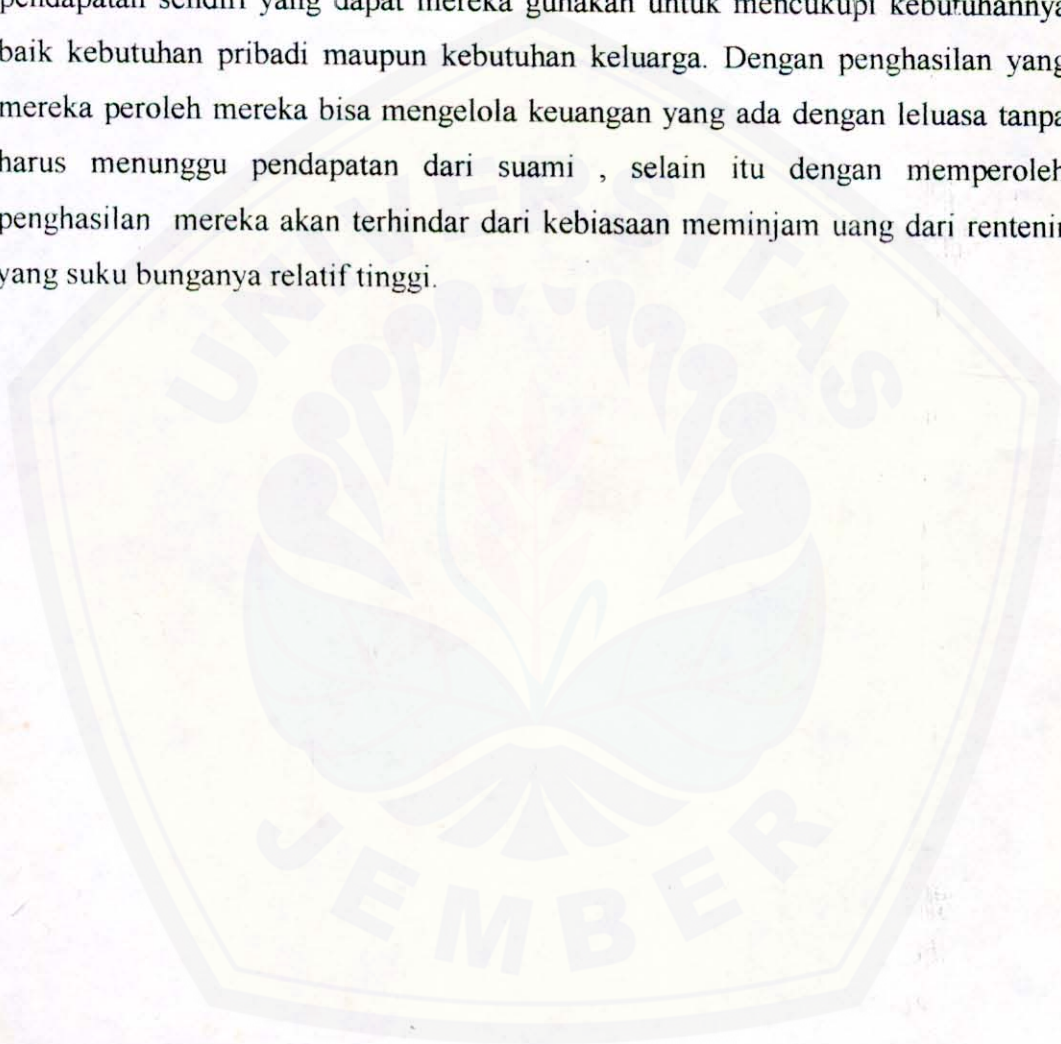 pendapatan sendiri yang dapat mereka gunakan untuk mencukupi kebutuhannya
baik kebutuhan pribadi maupun kebutuhan keluarga. Dengan penghasilan yang
mereka peroleh mereka bisa mengelola keuangan yang ada dengan leluasa tanpa
harus menunggu pendapatan dari suami , selain itu dengan memperoleh
penghasilan mereka akan terhindar dari kebiasaan meminjam uang dari rentenir
yang suku bunganya relatif tinggi.
UNIVERSITAS
JEMBER